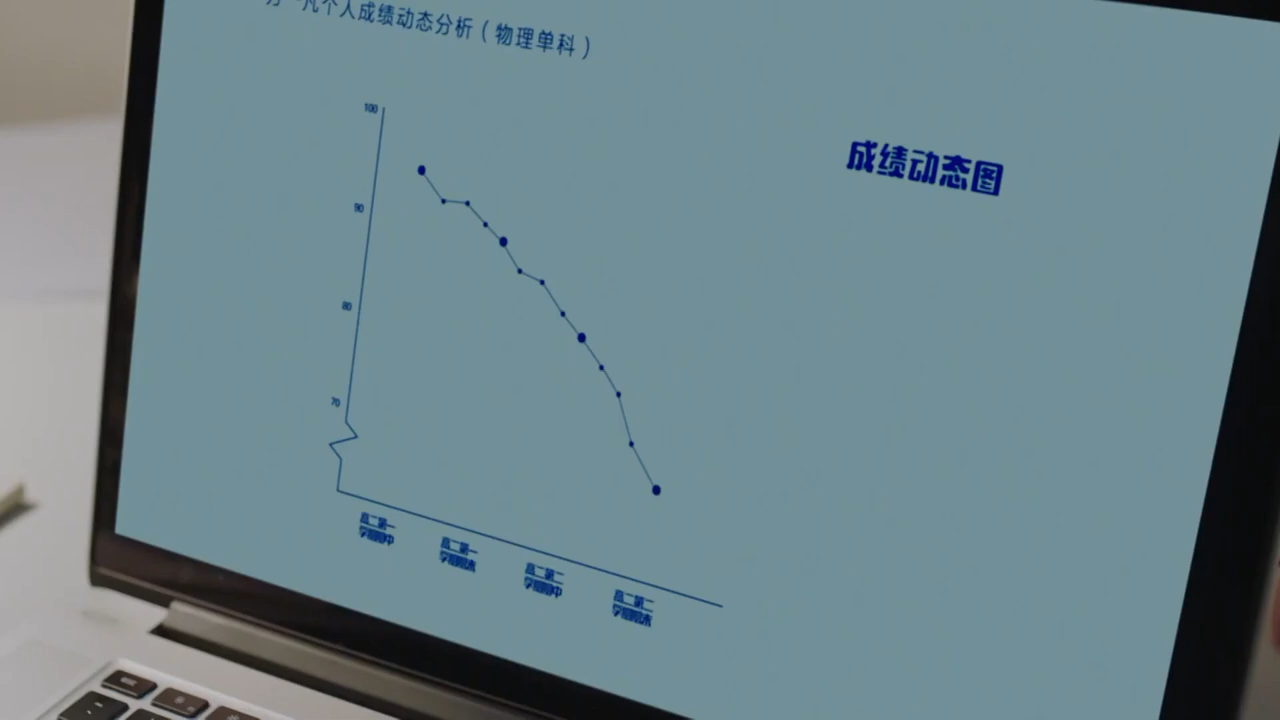 凡个人成绩动态分析（物理单科）
成绩动态图
100
90
80
70
高二第一
学期期中
高二第一
学期期末
高二第二
学期期中
高二第二
学期期末